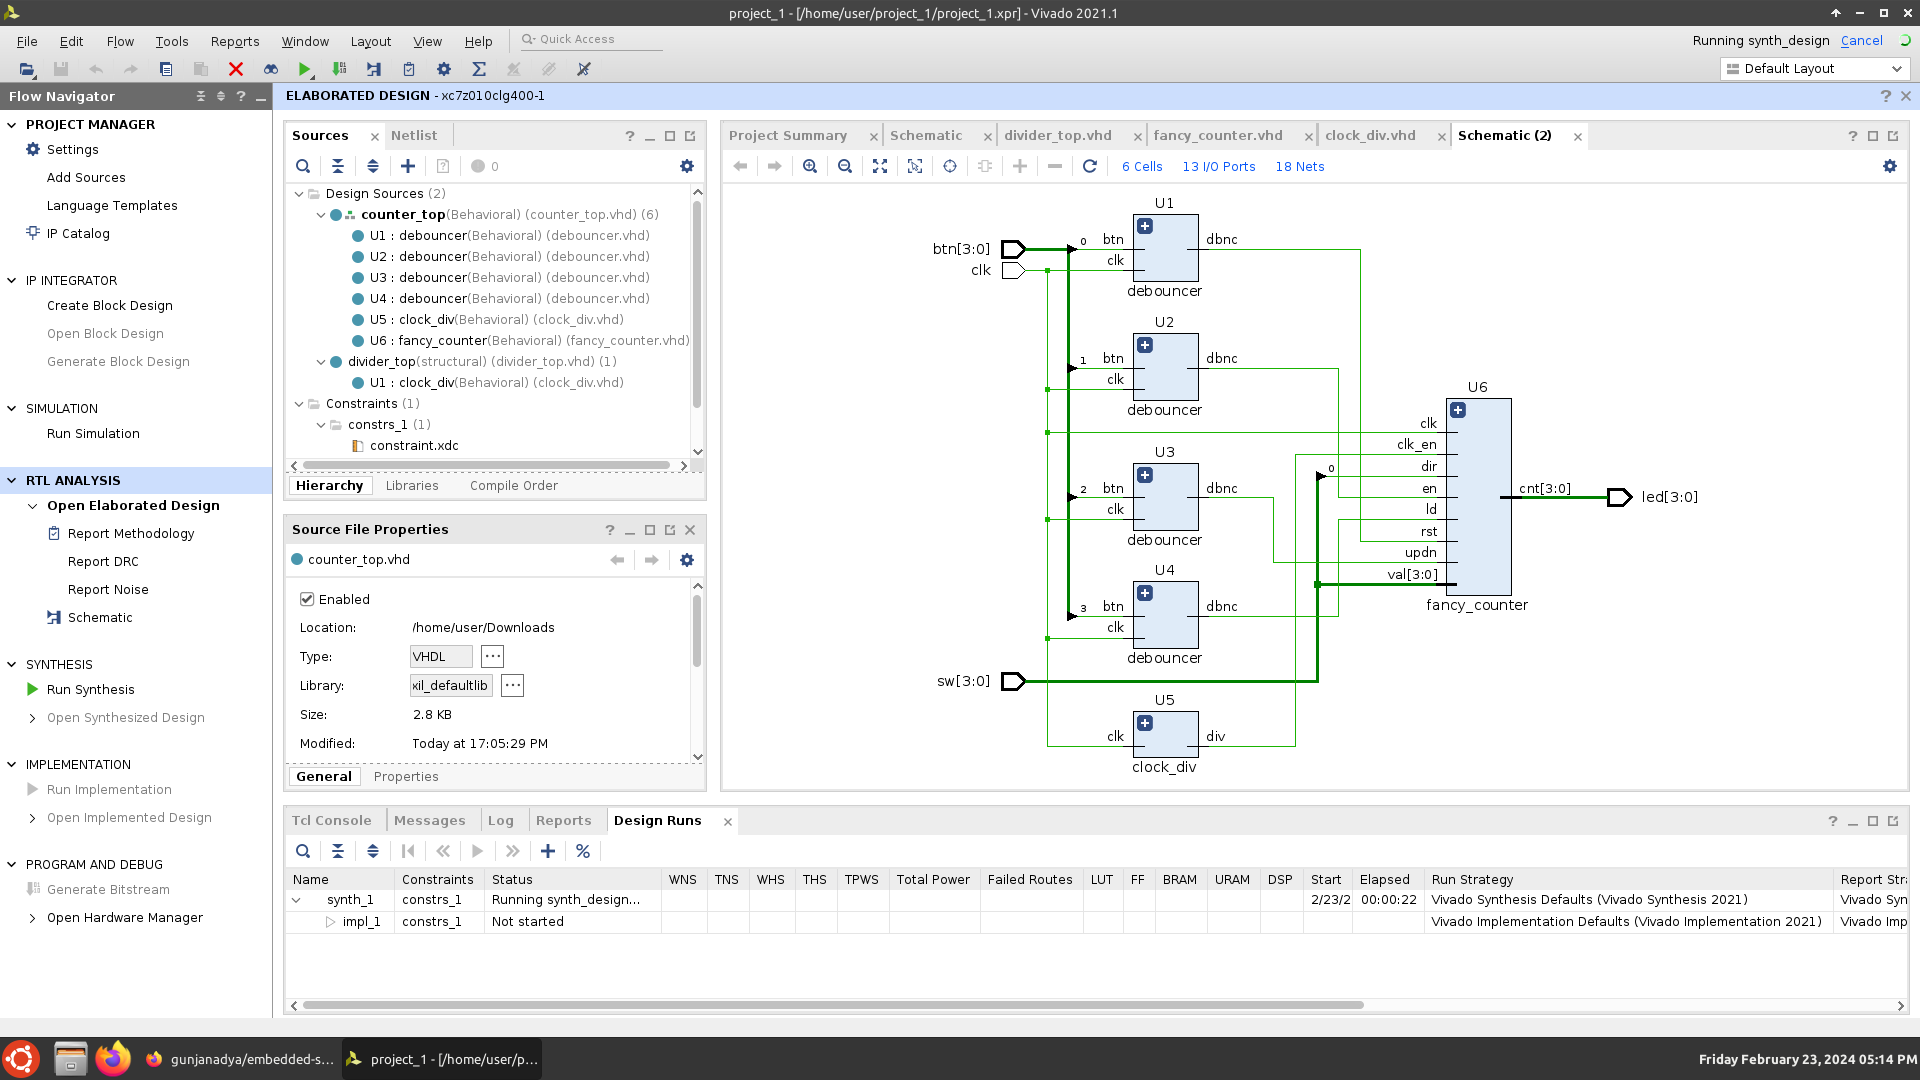 project_1 - [/home/user/project_1/project_1.xpr] - Vivado 2021.1
File Edit Flow Tools Reports Window Layout View Help Quick Access
Running synth_design Cancel
Default Layout
Flow Navigator
PROJECT MANAGER
Settings
Add Sources
Language Templates
IP Catalog
IP INTEGRATOR
Create Block Design
Open Block Design
Generate Block Design
SIMULATION
Run Simulation
RTL ANALYSIS
Open Elaborated Design
Report Methodology
Report DRC
Report Noise
Schematic
SYNTHESIS
Run Synthesis
Open Synthesized Design
IMPLEMENTATION
Run Implementation
Open Implemented Design
PROGRAM AND DEBUG
Generate Bitstream
Open Hardware Manager
ELABORATED DESIGN - xc7z010clg400-1
Sources Netlist
0
Design Sources (2)
counter_top(Behavioral) (counter_top.vhd) (6)
U1 : debouncer(Behavioral) (debouncer.vhd)
U2 : debouncer(Behavioral) (debouncer.vhd)
U3 : debouncer(Behavioral) (debouncer.vhd)
U4 : debouncer(Behavioral) (debouncer.vhd)
U5 : clock_div(Behavioral) (clock_div.vhd)
U6 : fancy_counter(Behavioral) (fancy_counter.vhd)
divider_top(structural) (divider_top.vhd) (1)
U1 : clock_div(Behavioral) (clock_div.vhd)
Constraints (1)
constrs_1 (1)
constraint.xdc
Hierarchy Libraries Compile Order
Source File Properties
counter_top.vhd
Enabled
Location: /home/user/Downloads
Type: VHDL ...
Library: xil_defaultlib ...
Size: 2.8 KB
Modified: Today at 17:05:29 PM
General Properties
Project Summary Schematic divider_top.vhd fancy_counter.vhd clock_div.vhd Schematic (2)
6 Cells 13 I/O Ports 18 Nets
U1
btn[3:0] 0 btn dbnc
clk clk
debouncer
U2
1 btn dbnc
clk
debouncer
U6
clk
clk_en
U3
0 dir
2 btn dbnc en cnt[3:0] led[3:0]
clk ld
rst
debouncer
updn
U4 val[3:0]
3 btn dbnc fancy_counter
clk
debouncer
sw[3:0]
U5
clk div
clock_div
Tcl Console Messages Log Reports Design Runs
Name Constraints Status WNS TNS WHS THS TPWS Total Power Failed Routes LUT FF BRAM URAM DSP Start Elapsed Run Strategy Report Stra
synth_1 constrs_1 Running synth_design... 2/23/2 00:00:22 Vivado Synthesis Defaults (Vivado Synthesis 2021) Vivado Syn
impl_1 constrs_1 Not started Vivado Implementation Defaults (Vivado Implementation 2021) Vivado Imp
gunjanadya/embedded-s... project_1 - [/home/user/p... Friday February 23, 2024 05:14 PM